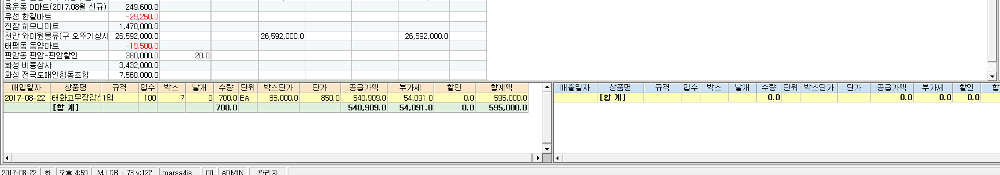 용운동 D마트(2017.08월 신규) 249,600.0
유성 한길마트 -29,250.0
진잠 하모니마트 1,470,000.0
천안 와이원물류(구 오뚜기상사 26,592,000.0 26,592,000.0 26,592,000.0
태평동 동양마트 -19,500.0
판암동 판암-판암할인 380,000.0 20.0
화성 비봉상사 3,432,000.0
화성 전국도매인협동조합 7,560,000.0
매입일자 상품명 규격 입수 박스 낱개 수량 단위 박스단가 단가 공급가액 부가세 할인 합계액
2017-08-22 태화고무장갑 1입 100 7 0 700.0 EA 85,000.0 850.0 540,909.0 54,091.0 0.0 595,000.0
[합 계] 700.0 540,909.0 54,091.0 0.0 595,000.0
매출일자 상품명 규격 입수 박스 낱개 수량 단위 박스단가 단가 공급가액 부가세 할인 합
[합 계] 0.0 0.0 0.0 0.0
2017-08-22 화 오후 4:59 MJ_DB - 73 v:122 marsa4is 00 ADMIN 관리자